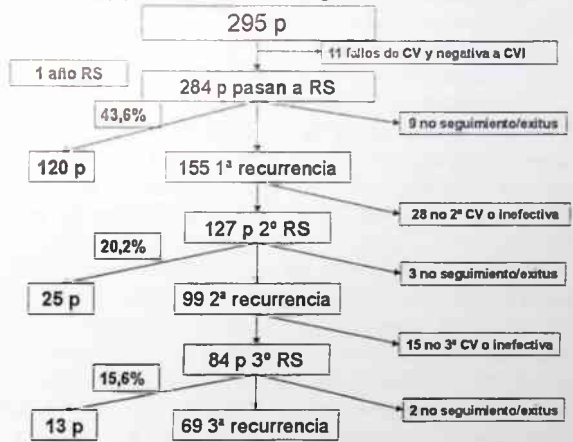 295 p
11 fallos de CV y negativa a CVI
1 año RS
284 p pasan a RS
43,6%
9 no seguimiento/exitus
120 p
155 1ª recurrencia
28 no 2ª CV o inefectiva
127 p 2º RS
20,2%
3 no seguimiento/exitus
25 p
99 2ª recurrencia
15 no 3ª CV o inefectiva
84 p 3º RS
15,6%
2 no seguimiento/exitus
13 p
69 3ª recurrencia